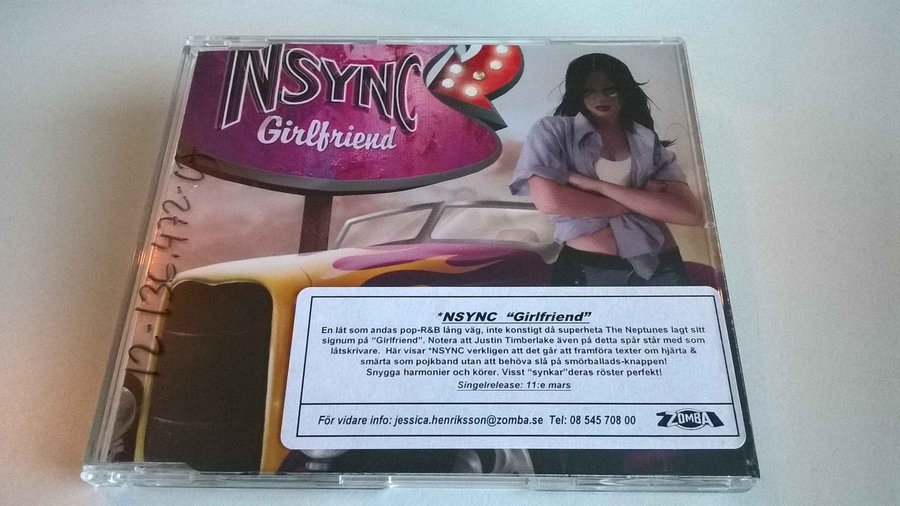 NSYNC
Girlfriend
12-136.472-07
*NSYNC "Girlfriend"
En låt som andas pop-R&B lång väg, inte konstigt då superheta The Neptunes lagt sitt
signum på "Girlfriend". Notera att Justin Timberlake även på detta spår står med som
låtskrivare. Här visar *NSYNC verkligen att det går att framföra texter om hjärta &
smärta som pojkband utan att behöva slå på smörballads-knappen!
Snygga harmonier och körer. Visst "synkar"deras röster perfekt!
Singelrelease: 11:e mars
För vidare info: jessica.henriksson@zomba.se Tel: 08 545 708 00
ZOMBA